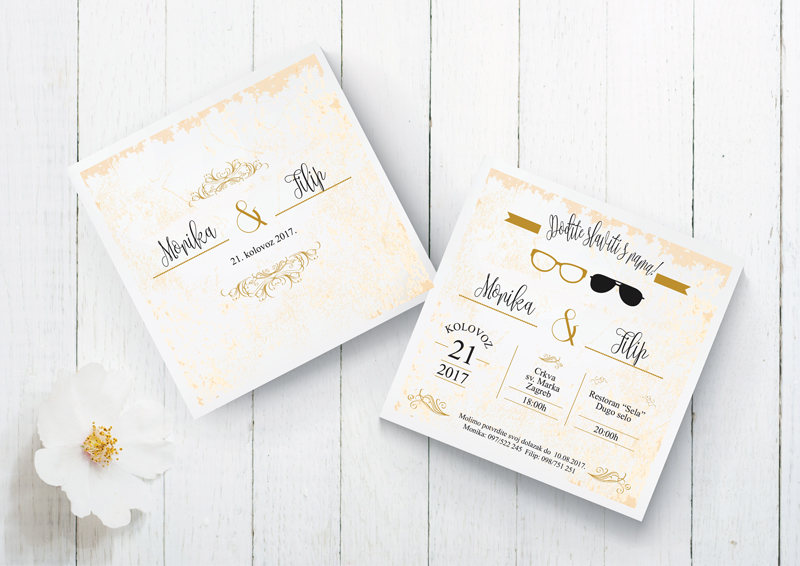 Monika & Filip
21. kolovoz 2017.
Dođite slaviti s nama!
Monika
&
Filip
KOLOVOZ
21
2017
Crkva
sv. Marka
Zagreb
18:00h
Restoran "Sela"
Dugo selo
20:00h
Molimo potvrdite svoj dolazak do 10.08.2017.
Monika: 097/522 245 Filip: 098/751 251